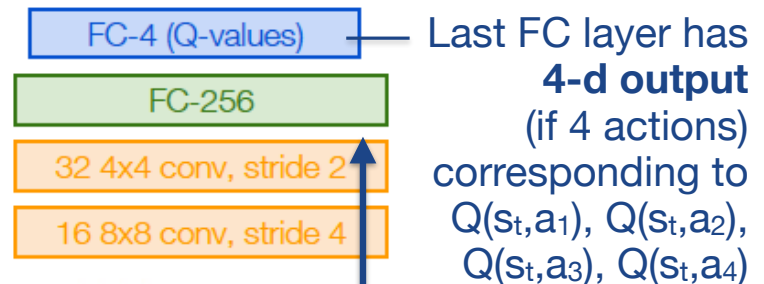 FC-4 (Q-values)
FC-256
32 4x4 conv, stride 2
16 8x8 conv, stride 4
Last FC layer has
4-d output
(if 4 actions)
corresponding to
Q(sₜ,a₁), Q(sₜ,a₂),
Q(sₜ,a₃), Q(sₜ,a₄)